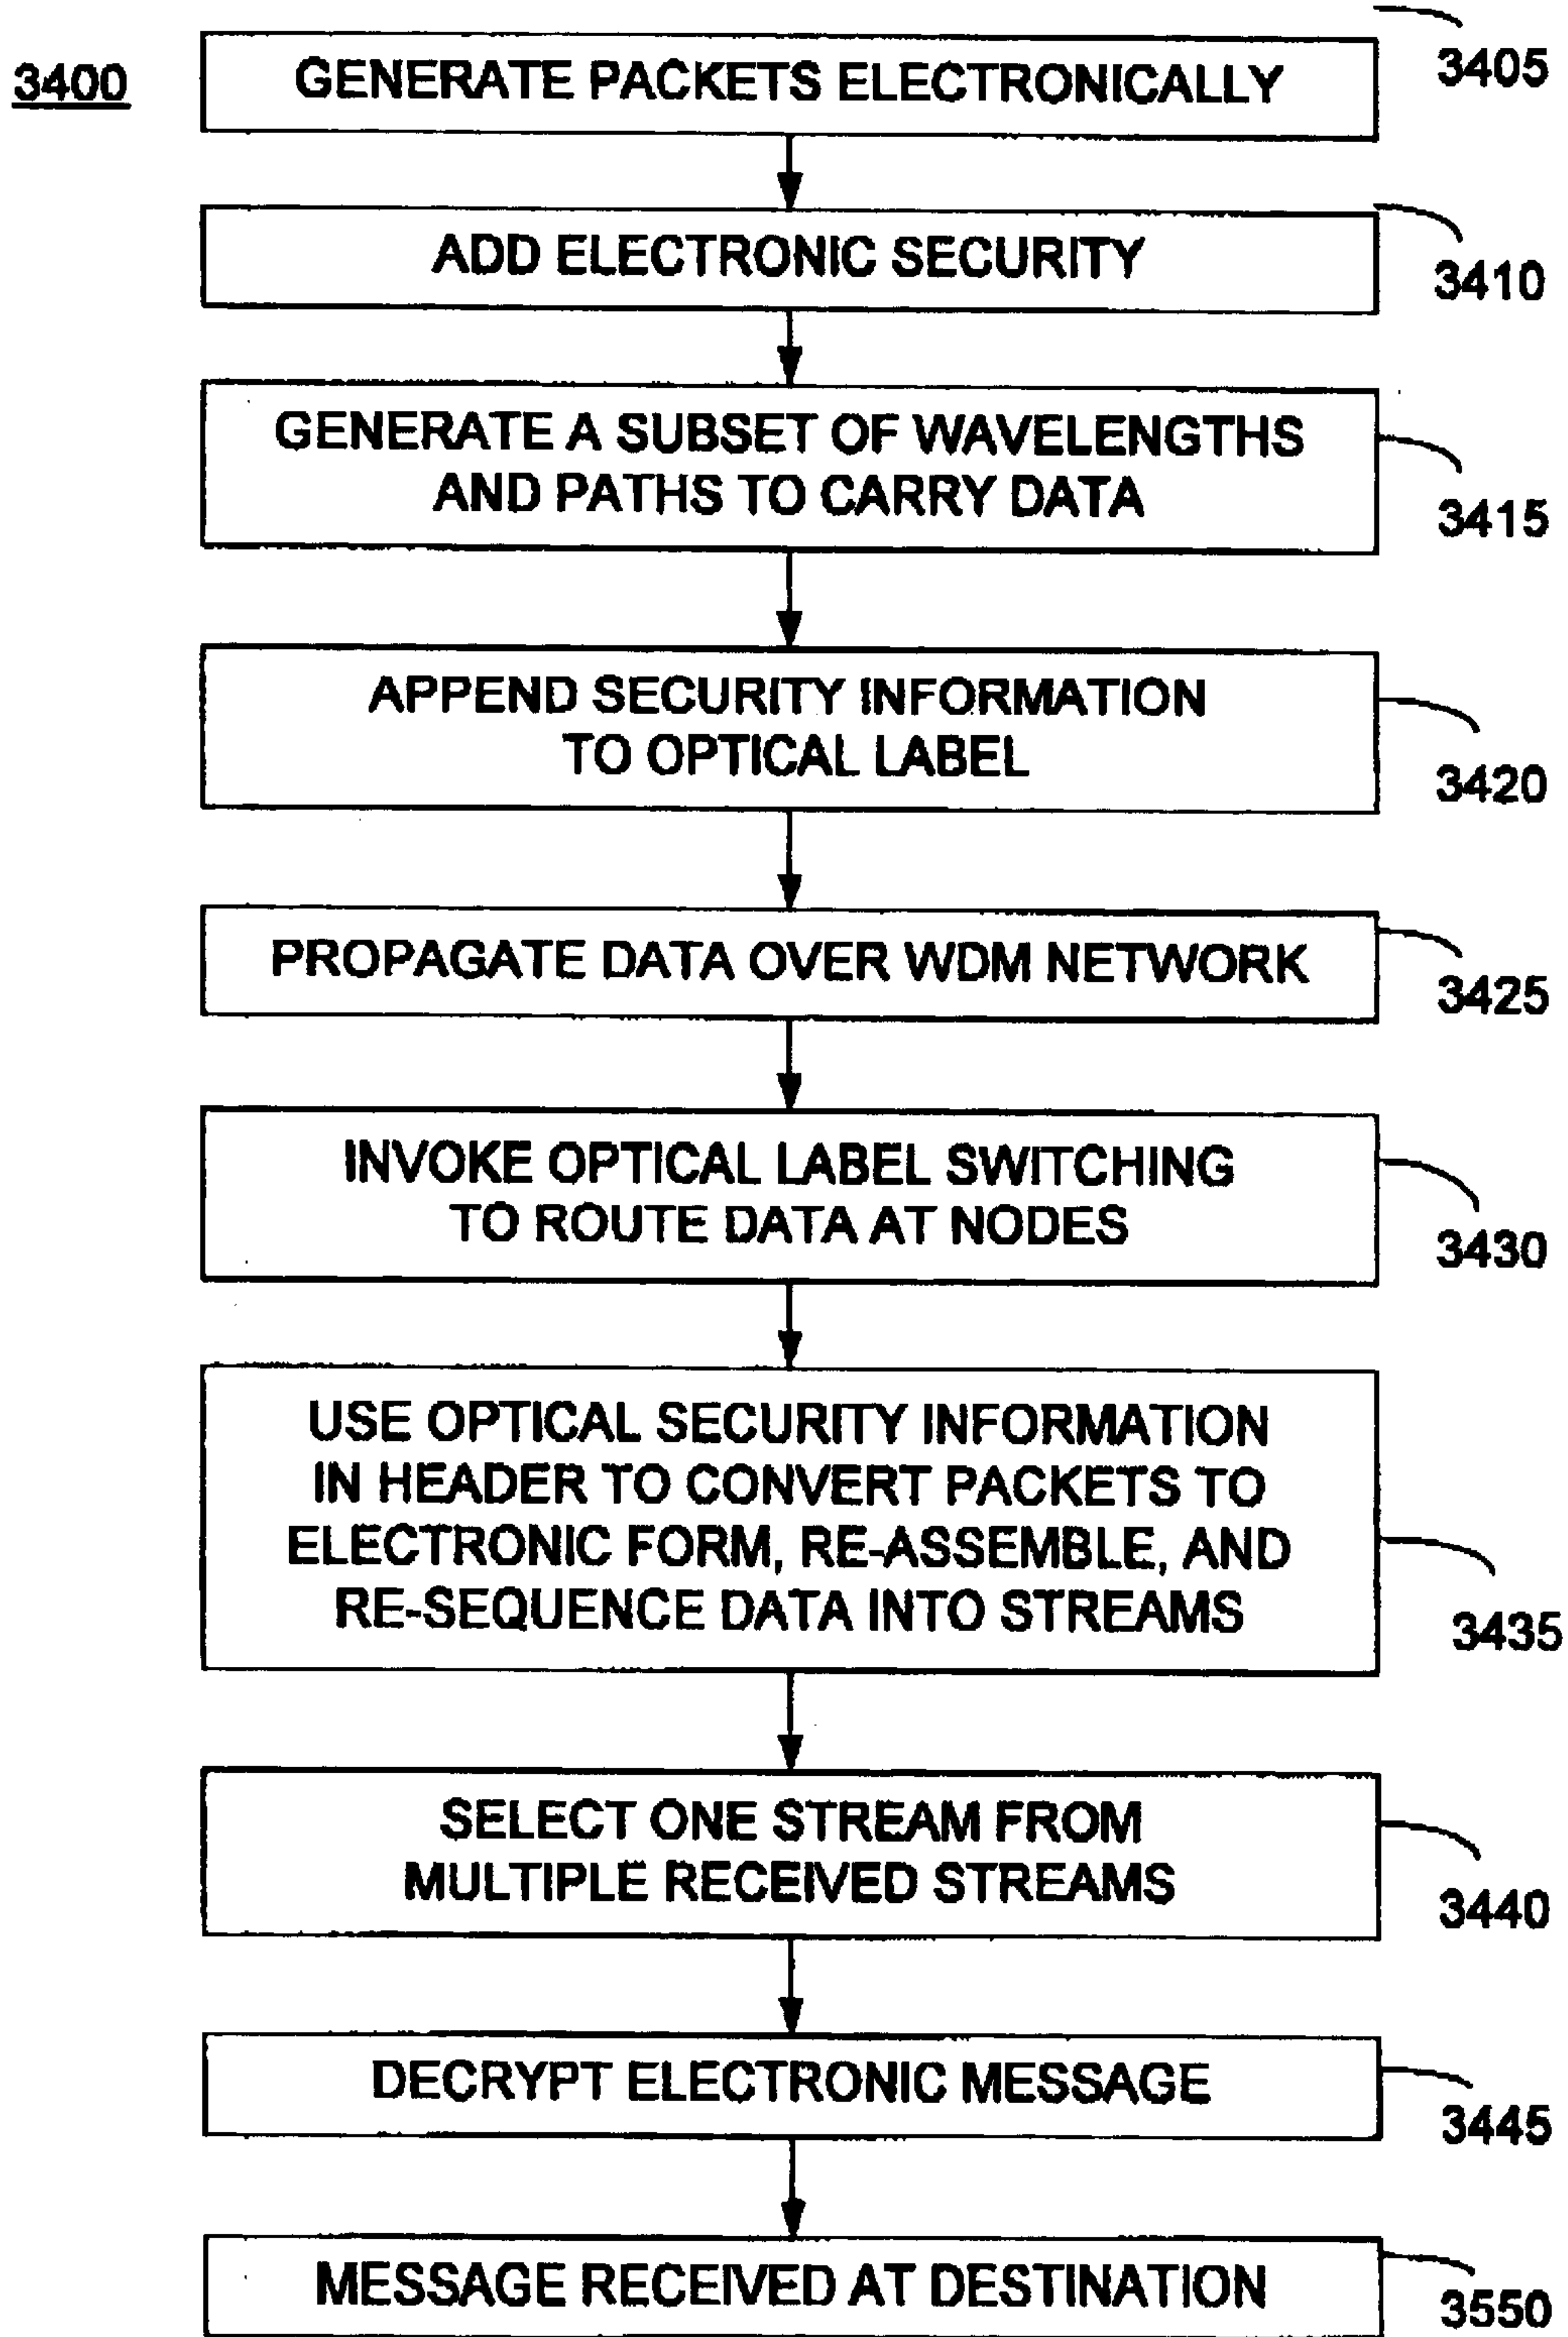 3400
GENERATE PACKETS ELECTRONICALLY
3405
ADD ELECTRONIC SECURITY
3410
GENERATE A SUBSET OF WAVELENGTHS
AND PATHS TO CARRY DATA
3415
APPEND SECURITY INFORMATION
TO OPTICAL LABEL
3420
PROPAGATE DATA OVER WDM NETWORK
3425
INVOKE OPTICAL LABEL SWITCHING
TO ROUTE DATA AT NODES
3430
USE OPTICAL SECURITY INFORMATION
IN HEADER TO CONVERT PACKETS TO
ELECTRONIC FORM, RE-ASSEMBLE, AND
RE-SEQUENCE DATA INTO STREAMS
3435
SELECT ONE STREAM FROM
MULTIPLE RECEIVED STREAMS
3440
DECRYPT ELECTRONIC MESSAGE
3445
MESSAGE RECEIVED AT DESTINATION
3550